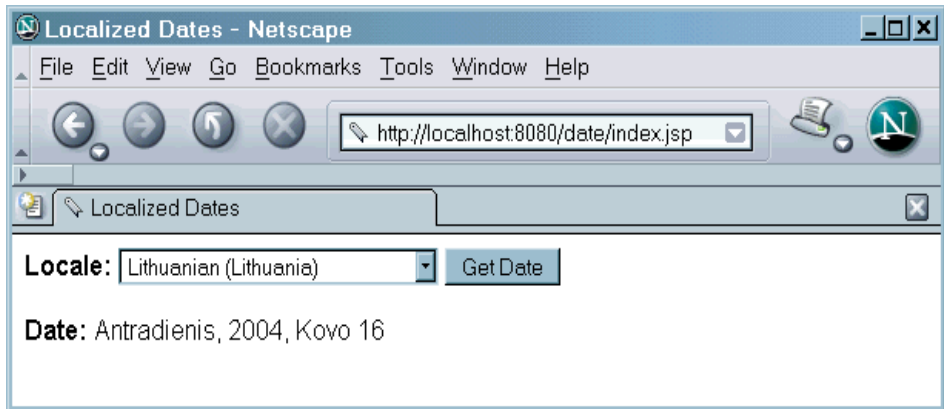 Localized Dates - Netscape
File Edit View Go Bookmarks Tools Window Help
http://localhost:8080/date/index.jsp
N
Localized Dates
Locale: Lithuanian (Lithuania) Get Date
Date: Antradienis, 2004, Kovo 16